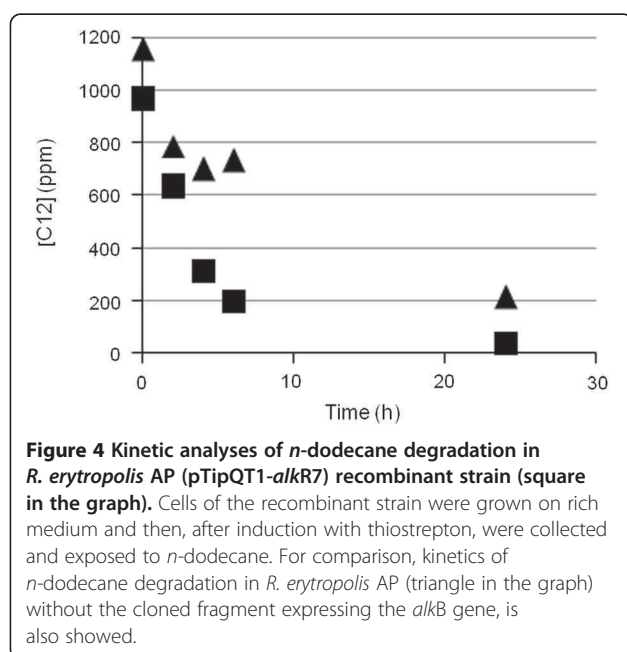 1200
1000
800
600
400
200
0
[C12] (ppm)
0
10
20
30
Time (h)
Figure 4 Kinetic analyses of n-dodecane degradation in
R. erytropolis AP (pTipQT1-alkR7) recombinant strain (square
in the graph). Cells of the recombinant strain were grown on rich
medium and then, after induction with thiostrepton, were collected
and exposed to n-dodecane. For comparison, kinetics of
n-dodecane degradation in R. erytropolis AP (triangle in the graph)
without the cloned fragment expressing the alkB gene, is
also showed.